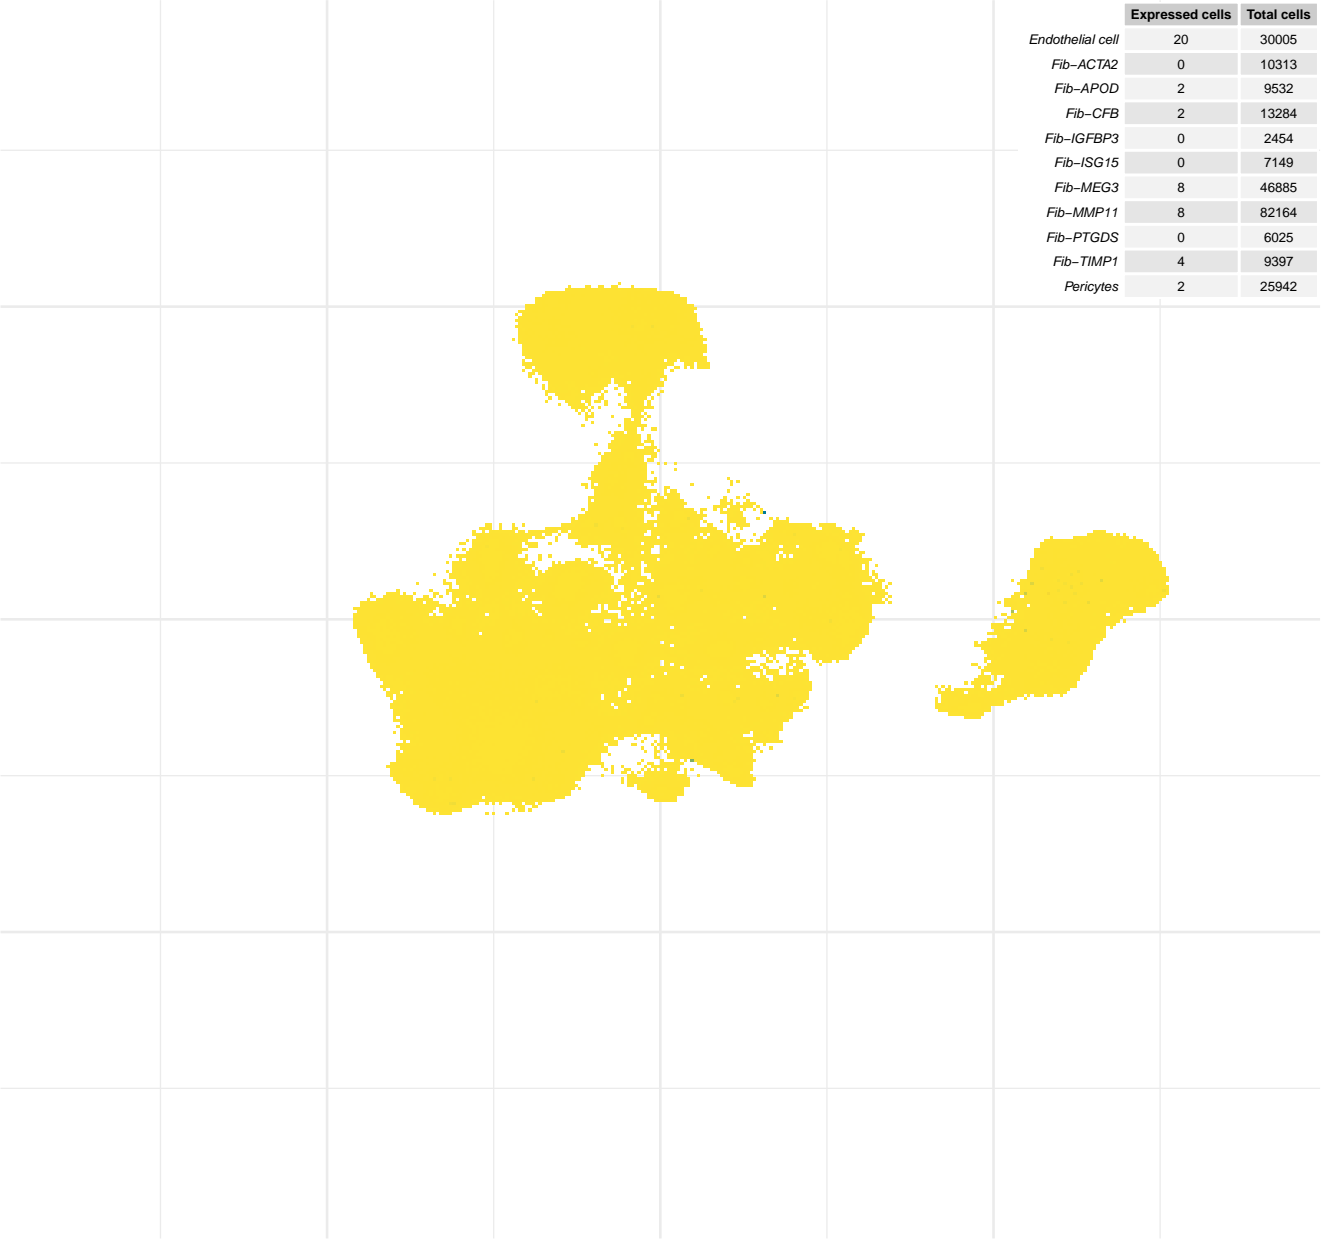 Expressed cells Total cells
Endothelial cell 20 30005
Fib−ACTA2 0 10313
Fib−APOD 2 9532
Fib−CFB 2 13284
Fib−IGFBP3 0 2454
Fib−ISG15 0 7149
Fib−MEG3 8 46885
Fib−MMP11 8 82164
Fib−PTGDS 0 6025
Fib−TIMP1 4 9397
Pericytes 2 25942